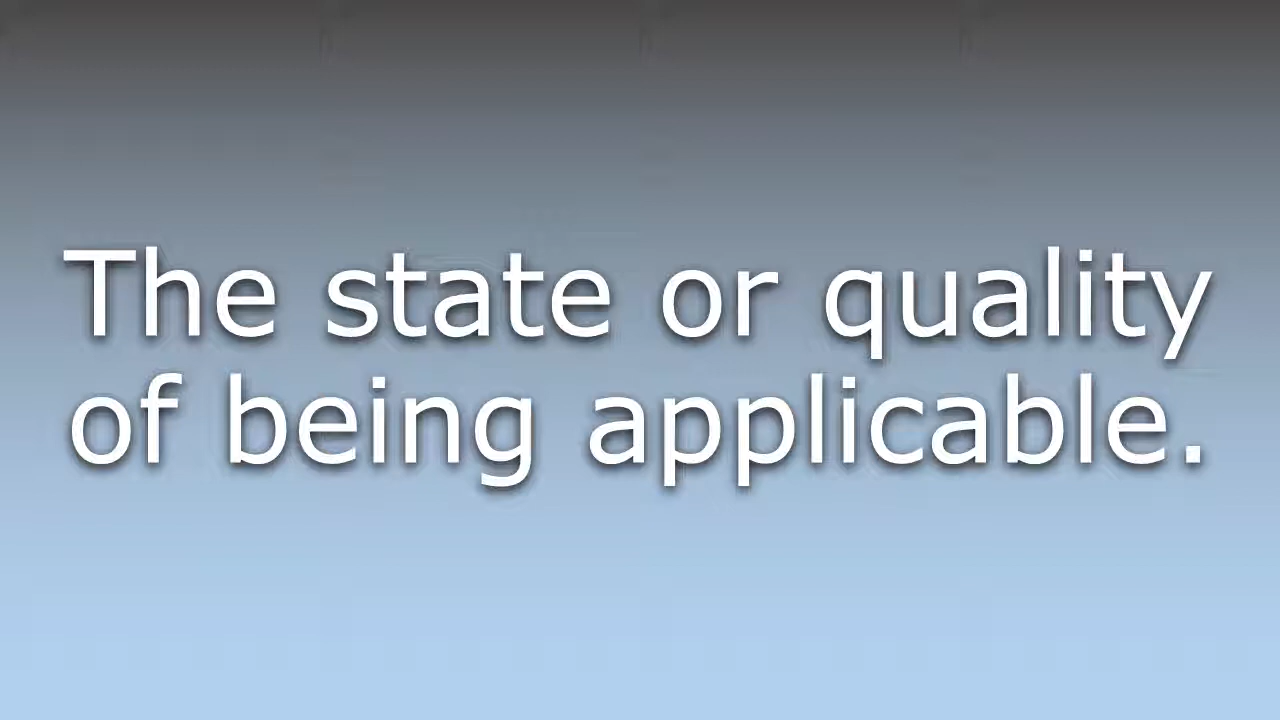 The state or quality
of being applicable.